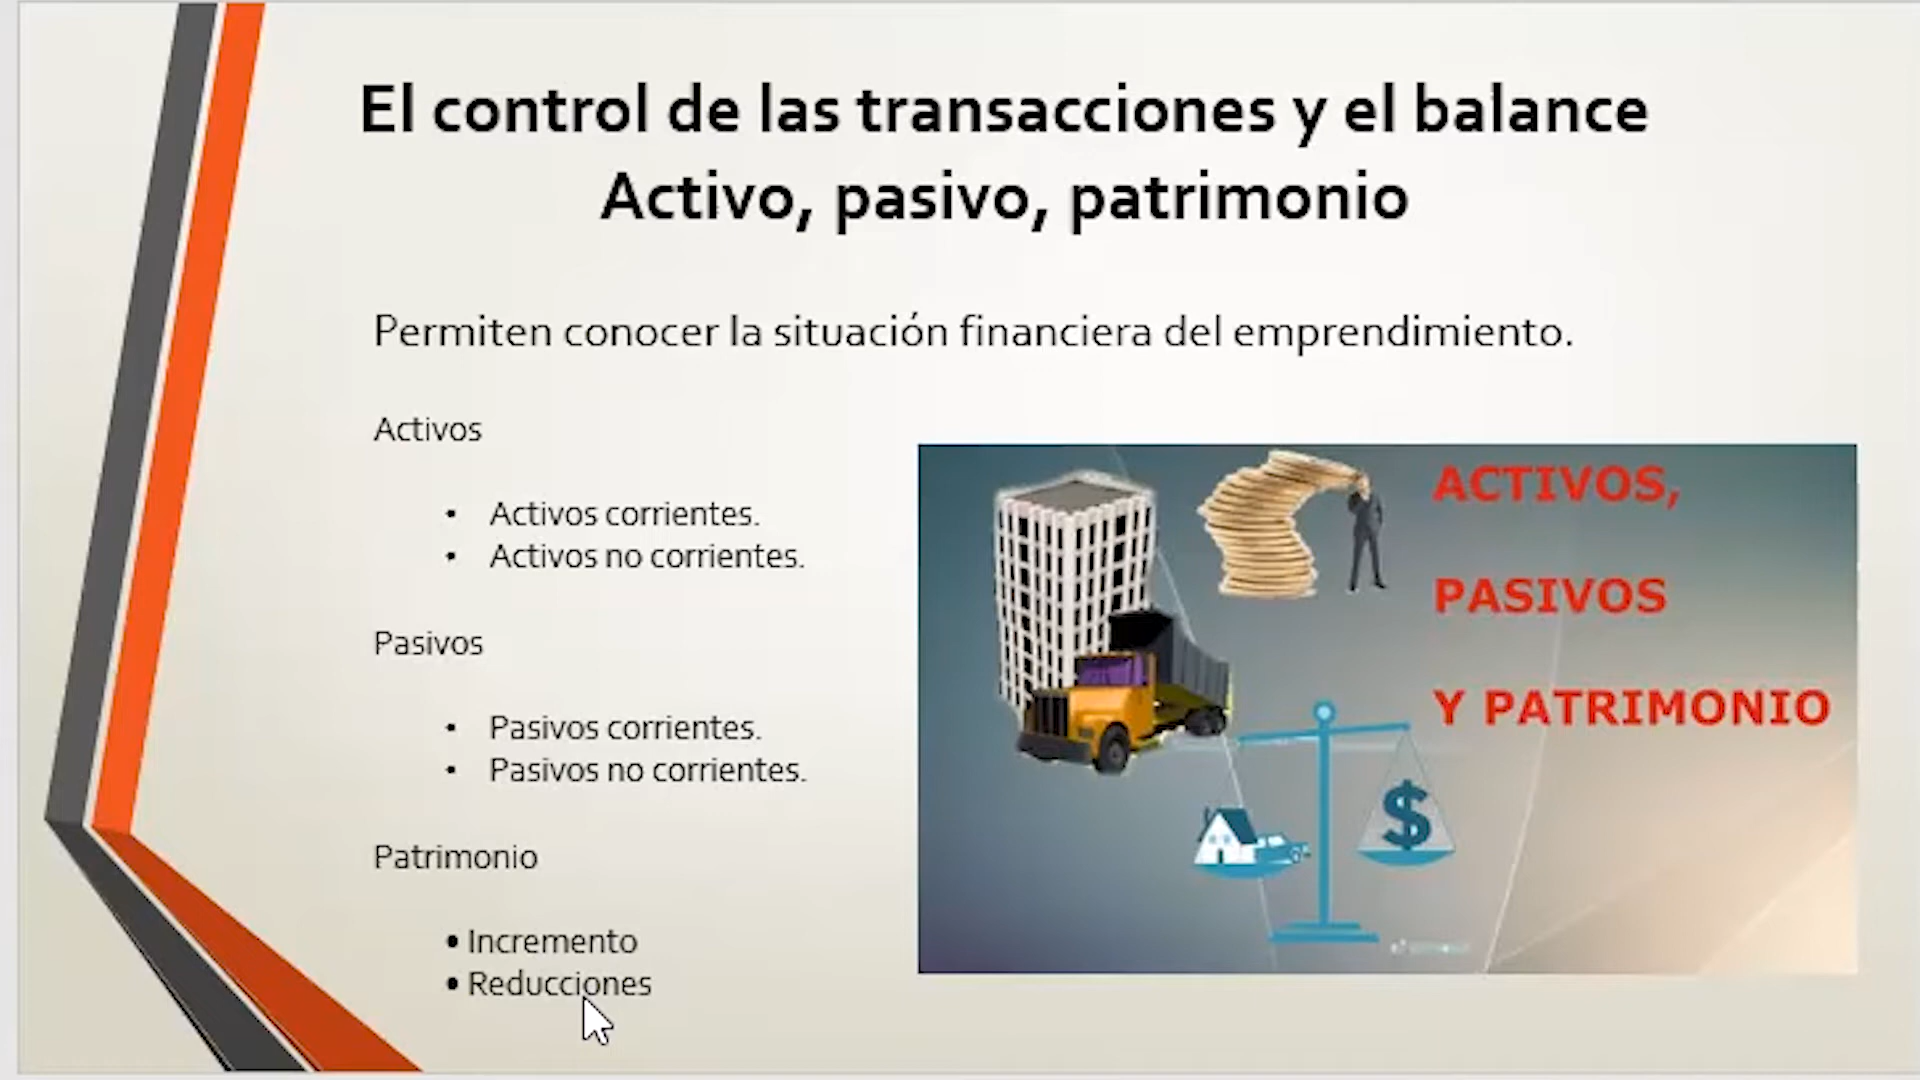 El control de las transacciones y el balance
Activo, pasivo, patrimonio
Permiten conocer la situación financiera del emprendimiento.
Activos
• Activos corrientes.
• Activos no corrientes.
Pasivos
• Pasivos corrientes.
• Pasivos no corrientes.
Patrimonio
• Incremento
• Reducciones
ACTIVOS,
PASIVOS
Y PATRIMONIO
$